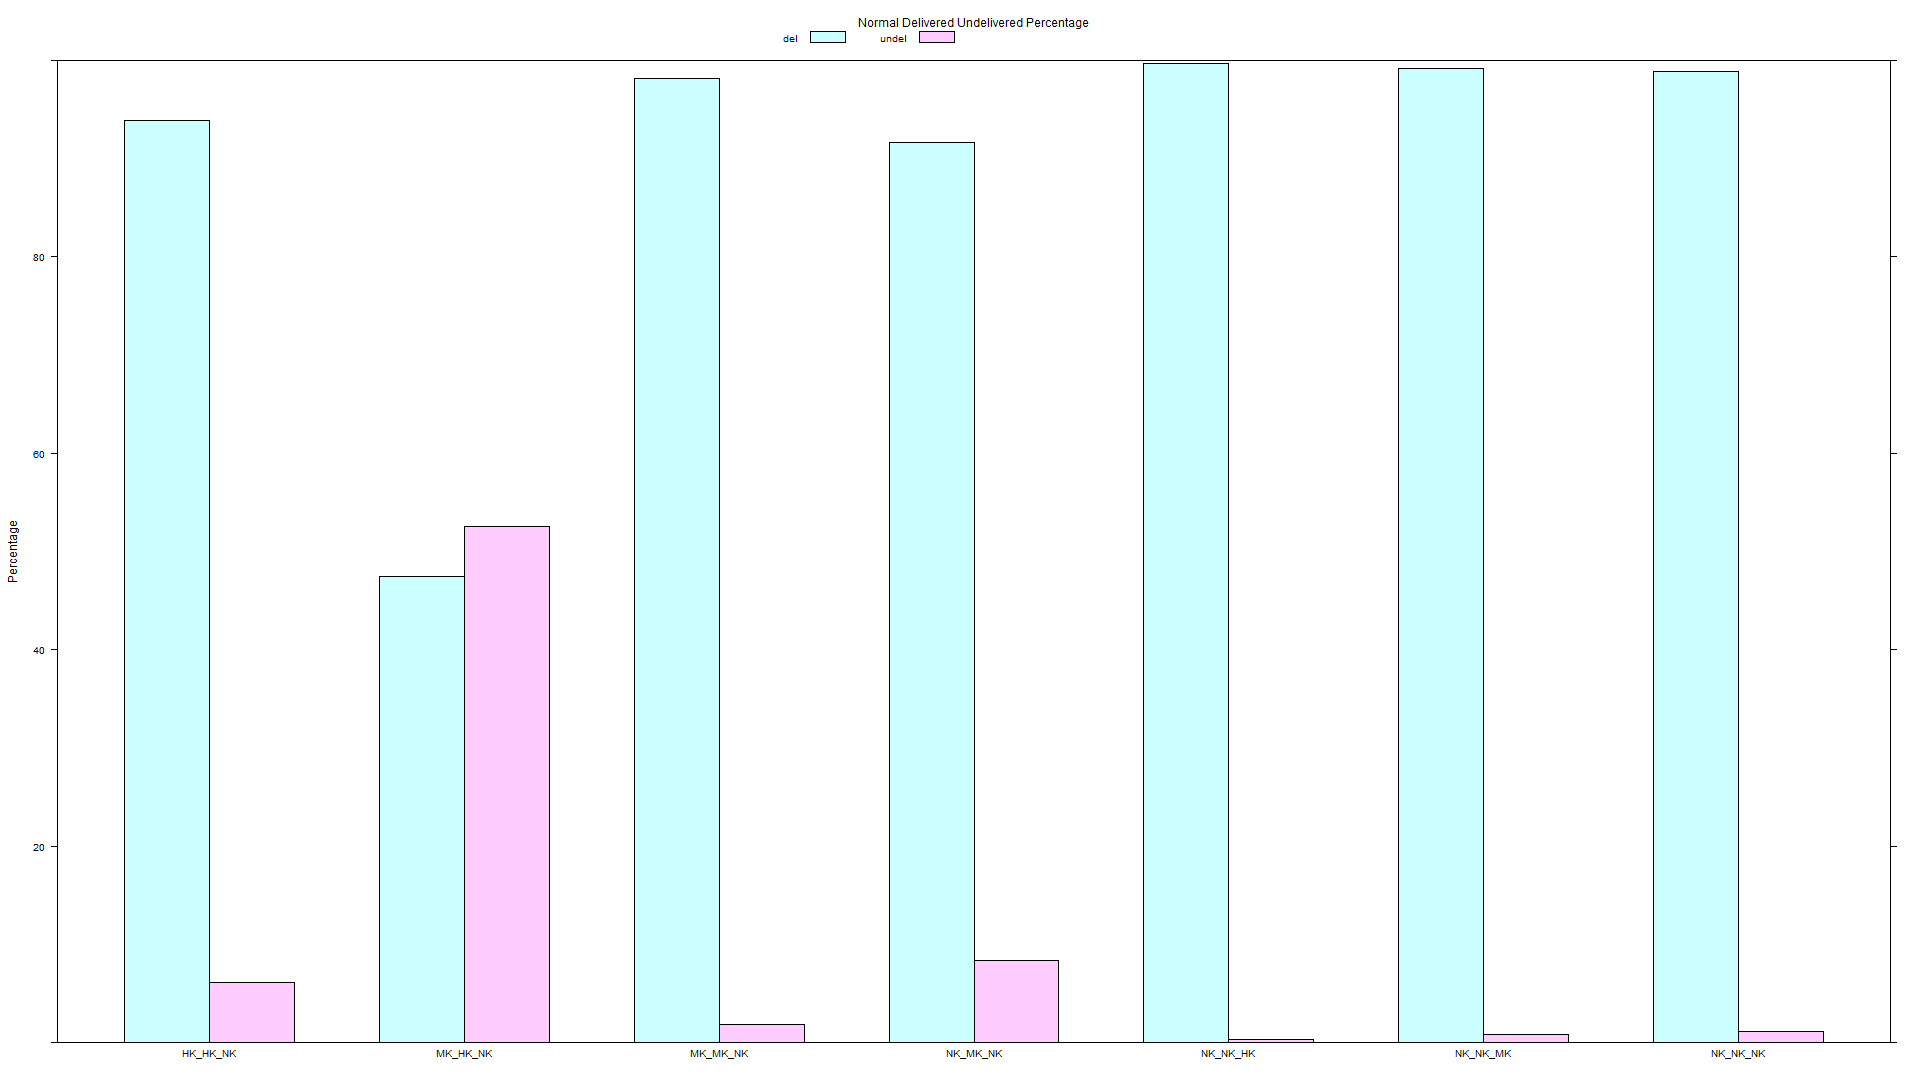 Normal Delivered Undelivered Percentage
del undel
80
60
Percentage
40
20
HK_HK_NK MK_HK_NK MK_MK_NK NK_MK_NK NK_NK_HK NK_NK_MK NK_NK_NK